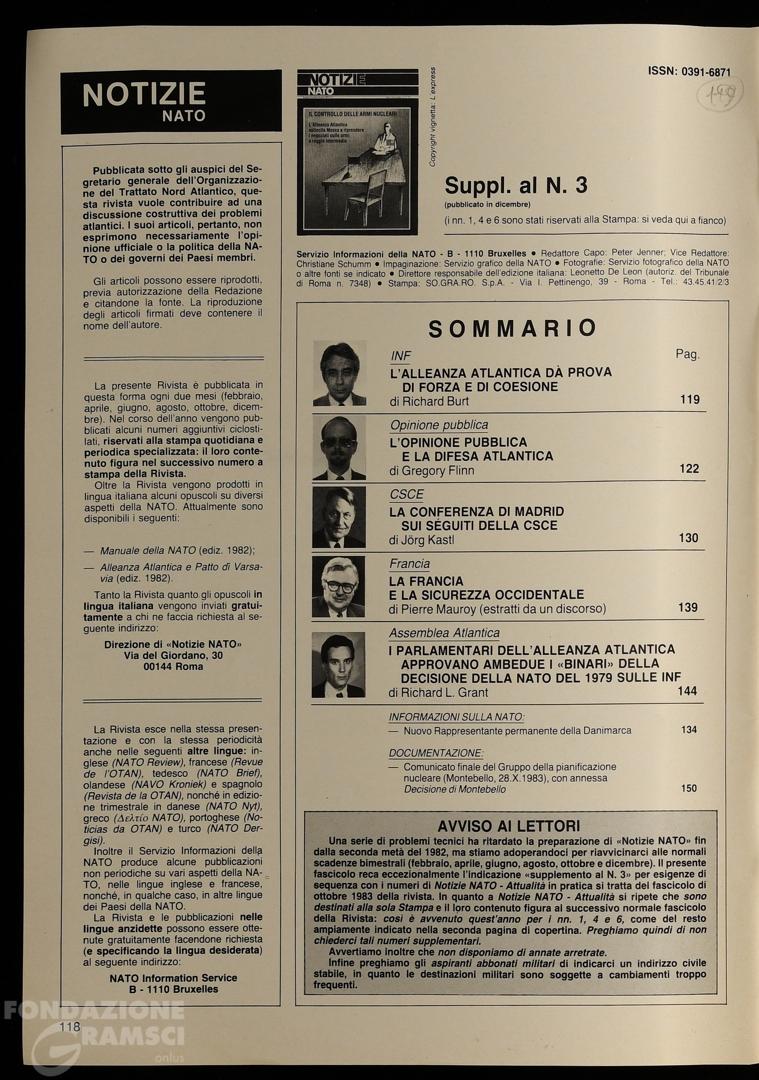 NOTIZIE
NATO
Pubblicata sotto gli auspici del Se-
gretario generale dell'Organizzazio-
ne del Trattato Nord Atlantico, que-
sta rivista vuole contribuire ad una
discussione costruttiva dei problemi
atlantici. I suoi articoli, pertanto, non
esprimono necessariamente l'opi-
nione ufficiale o la politica della NA-
TO o dei governi dei Paesi membri.
Gli articoli possono essere riprodotti,
previa autorizzazione della Redazione
e citandone la fonte. La riproduzione
degli articoli firmati deve contenere il
nome dell'autore.
La presente Rivista è pubblicata in
questa forma ogni due mesi (febbraio,
aprile, giugno, agosto, ottobre, dicem-
bre). Nel corso dell'anno vengono pub-
blicati alcuni numeri aggiuntivi ciclosti-
lati, riservati alla stampa quotidiana e
periodica specializzata: il loro conte-
nuto figura nel successivo numero a
stampa della Rivista.
Oltre la Rivista vengono prodotti in
lingua italiana alcuni opuscoli su diversi
aspetti della NATO. Attualmente sono
disponibili i seguenti:
— Manuale della NATO (ediz. 1982);
— Alleanza Atlantica e Patto di Varsa-
via (ediz. 1982).
Tanto la Rivista quanto gli opuscoli in
lingua italiana vengono inviati gratui-
tamente a chi ne faccia richiesta al se-
guente indirizzo:
Direzione di «Notizie NATO»
Via del Giordano, 30
00144 Roma
La Rivista esce nella stessa presen-
tazione e con la stessa periodicità
anche nelle seguenti altre lingue: in-
glese (NATO Review), francese (Revue
de l'OTAN), tedesco (NATO Brief),
olandese (NAVO Kroniek) e spagnolo
(Revista de la OTAN), nonché in edizio-
ne trimestrale in danese (NATO Nyt),
greco (Δελτίο NATO), portoghese (No-
ticias da OTAN) e turco (NATO Der-
gisi).
Inoltre il Servizio Informazioni della
NATO produce alcune pubblicazioni
non periodiche su vari aspetti della NA-
TO, nelle lingue inglese e francese,
nonché, in qualche caso, in altre lingue
dei Paesi della NATO.
La Rivista e le pubblicazioni nelle
lingue anzidette possono essere otte-
nute gratuitamente facendone richiesta
(e specificando la lingua desiderata)
al seguente indirizzo:
NATO Information Service
B - 1110 Bruxelles
118
NOTIZIE
NATO
IL CONTROLLO DELLE ARMI NUCLEARI
L'Alleanza Atlantica
sollecita Mosca a riprendere
i negoziati sulle armi
a raggio intermedio
Copyright vignetta: L'express
ISSN: 0391-6871
Suppl. al N. 3
(pubblicato in dicembre)
(i nn. 1, 4 e 6 sono stati riservati alla Stampa: si veda qui a fianco)
Servizio Informazioni della NATO - B - 1110 Bruxelles ● Redattore Capo: Peter Jenner; Vice Redattore:
Christiane Schumm ● Impaginazione: Servizio grafico della NATO ● Fotografie: Servizio fotografico della NATO
o altre fonti se indicato ● Direttore responsabile dell'edizione italiana: Leonetto De Leon (autoriz. del Tribunale
di Roma n. 7348) ● Stampa: SO.GRA.RO. S.p.A. - Via I. Pettinengo, 39 - Roma - Tel.: 43.45.41/2/3
SOMMARIO
Pag.
INF
L'ALLEANZA ATLANTICA DÀ PROVA
DI FORZA E DI COESIONE
di Richard Burt 119
Opinione pubblica
L'OPINIONE PUBBLICA
E LA DIFESA ATLANTICA
di Gregory Flinn 122
CSCE
LA CONFERENZA DI MADRID
SUI SÉGUITI DELLA CSCE
di Jörg Kastl 130
Francia
LA FRANCIA
E LA SICUREZZA OCCIDENTALE
di Pierre Mauroy (estratti da un discorso) 139
Assemblea Atlantica
I PARLAMENTARI DELL'ALLEANZA ATLANTICA
APPROVANO AMBEDUE I «BINARI» DELLA
DECISIONE DELLA NATO DEL 1979 SULLE INF
di Richard L. Grant 144
INFORMAZIONI SULLA NATO:
— Nuovo Rappresentante permanente della Danimarca 134
DOCUMENTAZIONE:
— Comunicato finale del Gruppo della pianificazione
nucleare (Montebello, 28.X.1983), con annessa
Decisione di Montebello 150
AVVISO AI LETTORI
Una serie di problemi tecnici ha ritardato la preparazione di «Notizie NATO» fin
dalla seconda metà del 1982, ma stiamo adoperandoci per riavvicinarci alle normali
scadenze bimestrali (febbraio, aprile, giugno, agosto, ottobre e dicembre). Il presente
fascicolo reca eccezionalmente l'indicazione «supplemento al N. 3» per esigenze di
sequenza con i numeri di Notizie NATO - Attualità in pratica si tratta del fascicolo di
ottobre 1983 della rivista. In quanto a Notizie NATO - Attualità si ripete che sono
destinati alla sola Stampa e il loro contenuto figura al successivo normale fascicolo
della Rivista: così è avvenuto quest'anno per i nn. 1, 4 e 6, come del resto
ampiamente indicato nella seconda pagina di copertina. Preghiamo quindi di non
chiederci tali numeri supplementari.
Avvertiamo inoltre che non disponiamo di annate arretrate.
Infine preghiamo gli aspiranti abbonati militari di indicarci un indirizzo civile
stabile, in quanto le destinazioni militari sono soggette a cambiamenti troppo
frequenti.
FONDAZIONE
GRAMSCI
onlus